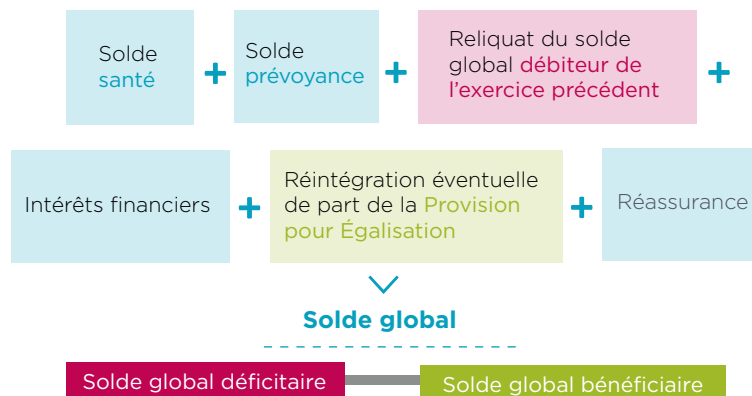 Solde
santé
+
Solde
prévoyance
+
Reliquat du solde
global débiteur de
l'exercice précédent
+
Intérêts financiers
+
Réintégration éventuelle
de part de la Provision
pour Égalisation
+
Réassurance
Solde global
Solde global déficitaire
Solde global bénéficiaire